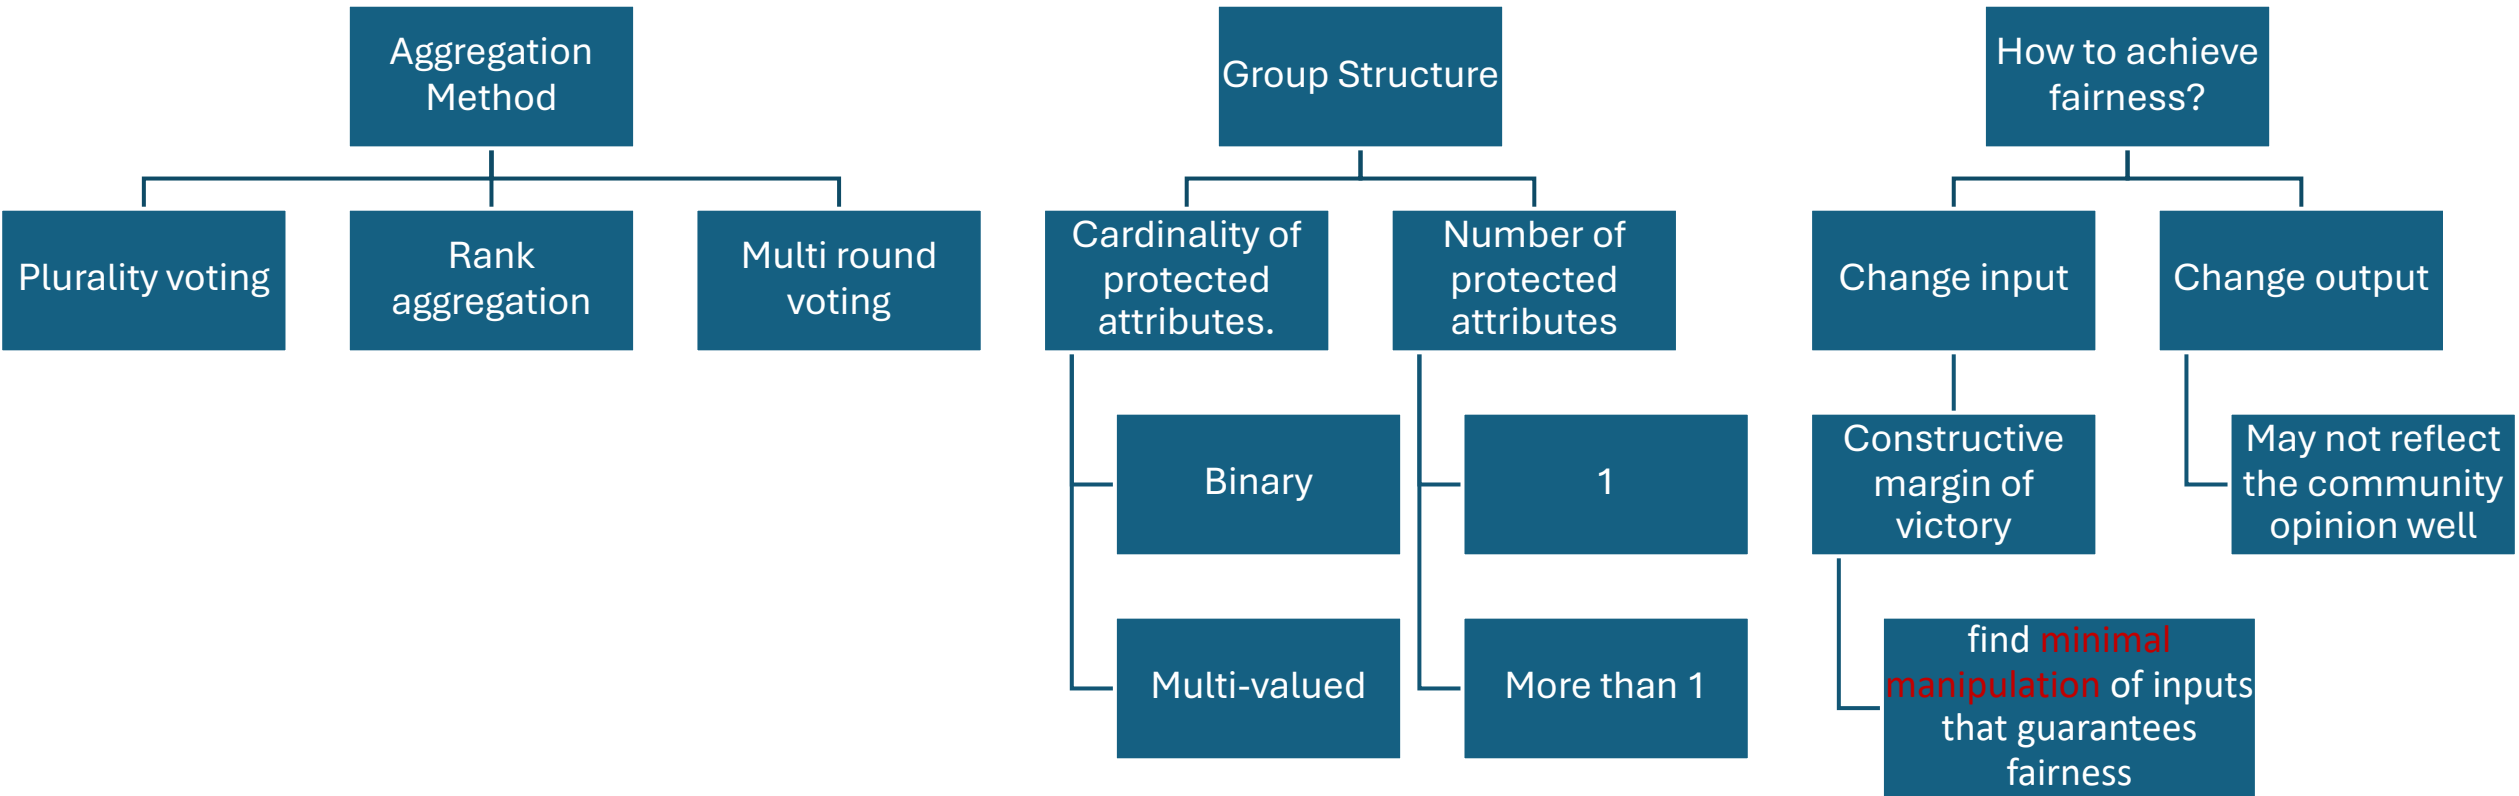 Aggregation
Method
Plurality voting
Rank
aggregation
Multi round
voting
Group Structure
Cardinality of
protected
attributes.
Binary
Multi-valued
Number of
protected
attributes
1
More than 1
How to achieve
fairness?
Change input
Constructive
margin of
victory
find minimal
manipulation of inputs
that guarantees
fairness
Change output
May not reflect
the community
opinion well